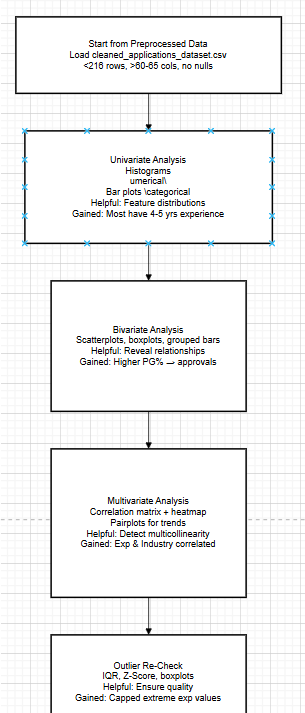 Start from Preprocessed Data
Load cleaned_applications_dataset.csv
<216 rows, >60-65 cols, no nulls
Univariate Analysis
Histograms
umerical\
Bar plots \categorical
Helpful: Feature distributions
Gained: Most have 4-5 yrs experience
Bivariate Analysis
Scatterplots, boxplots, grouped bars
Helpful: Reveal relationships
Gained: Higher PG% → approvals
Multivariate Analysis
Correlation matrix + heatmap
Pairplots for trends
Helpful: Detect multicollinearity
Gained: Exp & Industry correlated
Outlier Re-Check
IQR, Z-Score, boxplots
Helpful: Ensure quality
Gained: Capped extreme exp values